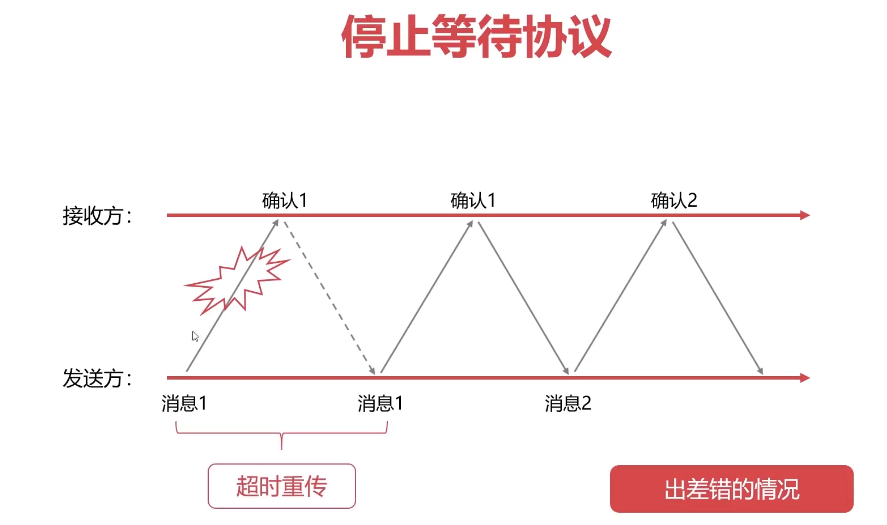 停止等待协议
确认1
确认1
确认2
接收方：
发送方：
消息1
消息1
消息2
超时重传
出差错的情况